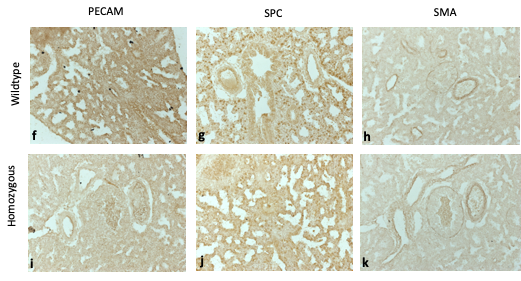 PECAM SPC SMA
Wildtype
f g h
Homozygous
i j k